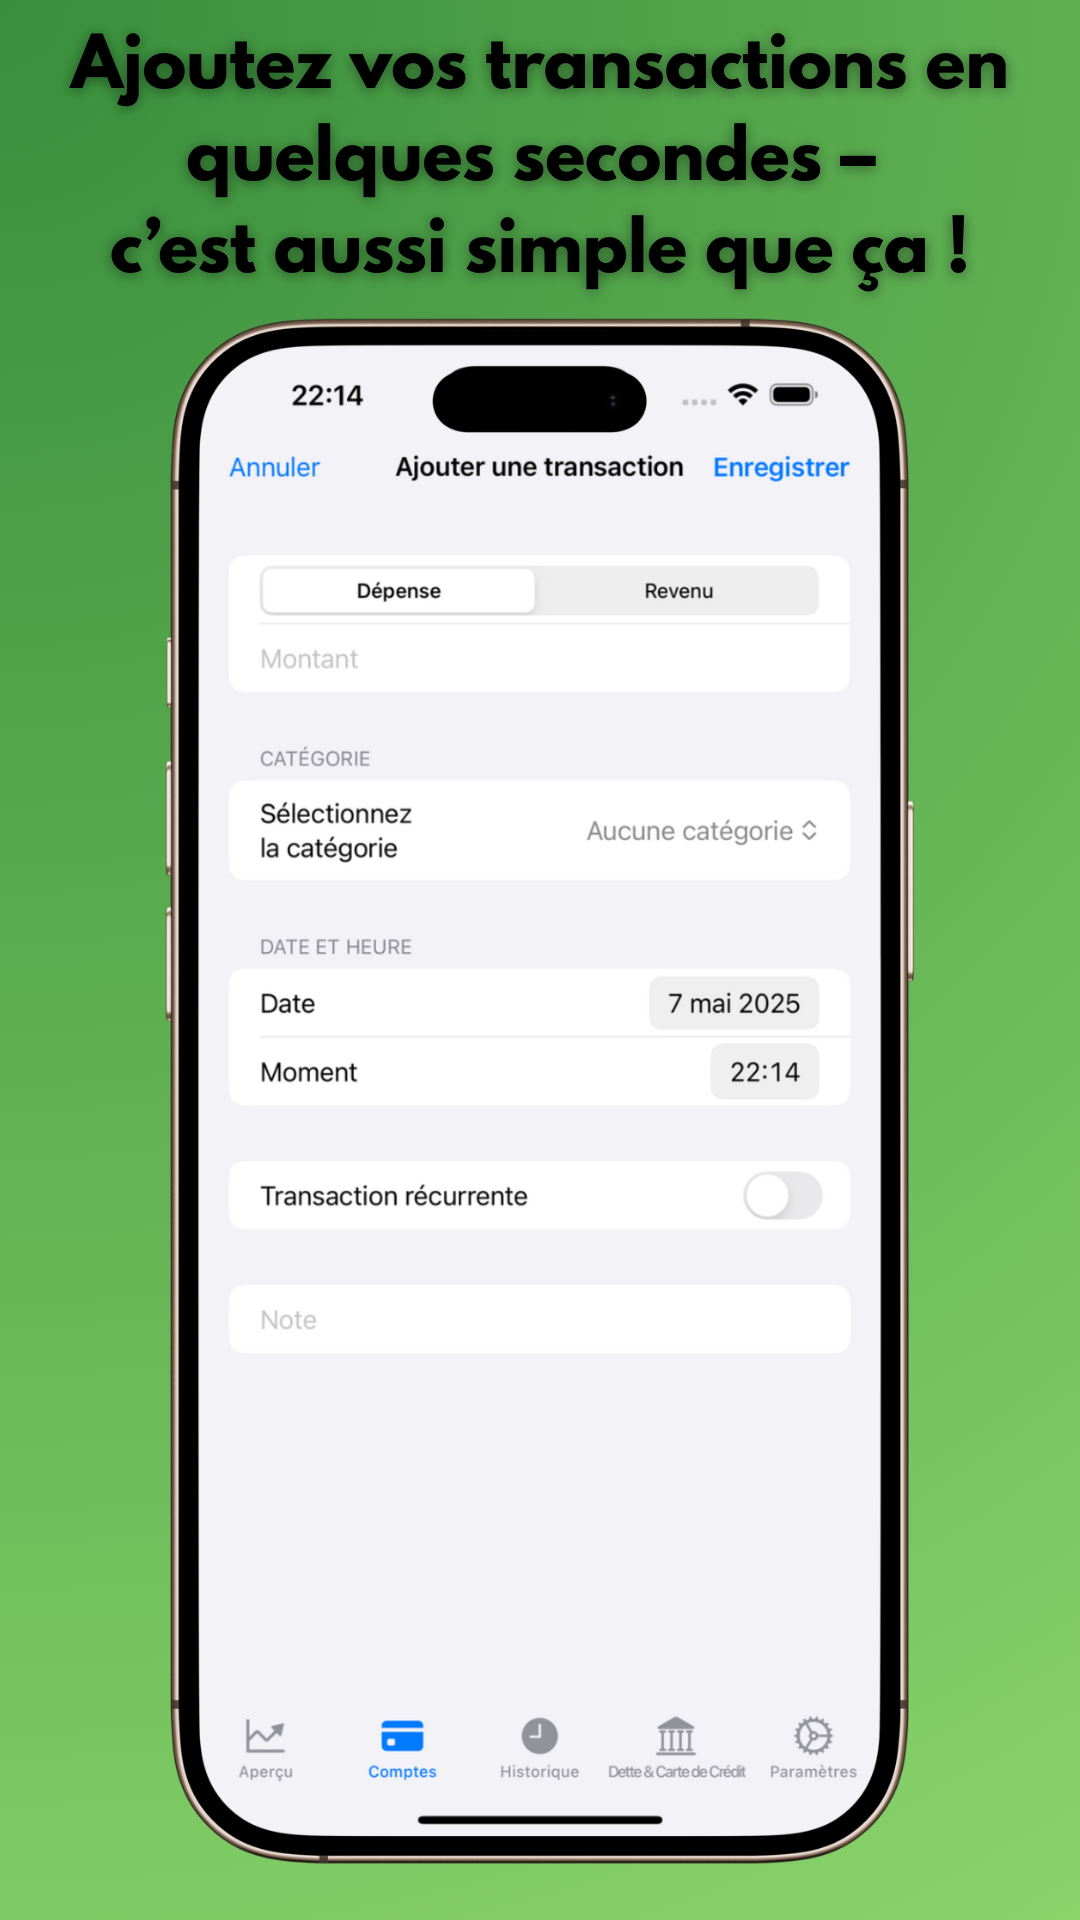 Ajoutez vos transactions en
quelques secondes –
c’est aussi simple que ça !
22:14
Annuler Ajouter une transaction Enregistrer
Dépense Revenu
Montant
CATÉGORIE
Sélectionnez
la catégorie
Aucune catégorie
DATE ET HEURE
Date 7 mai 2025
Moment 22:14
Transaction récurrente
Note
Aperçu Comptes Historique Dette & Carte de Crédit Paramètres